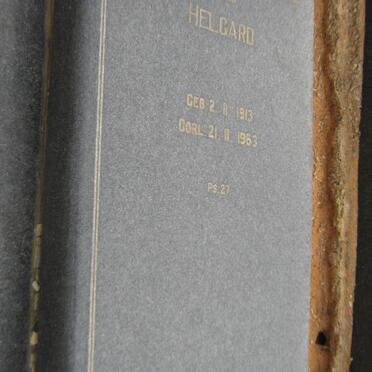 HELGARD
GEB 2. 11. 1913
OORL. 21. 11. 1963
Ps. 27